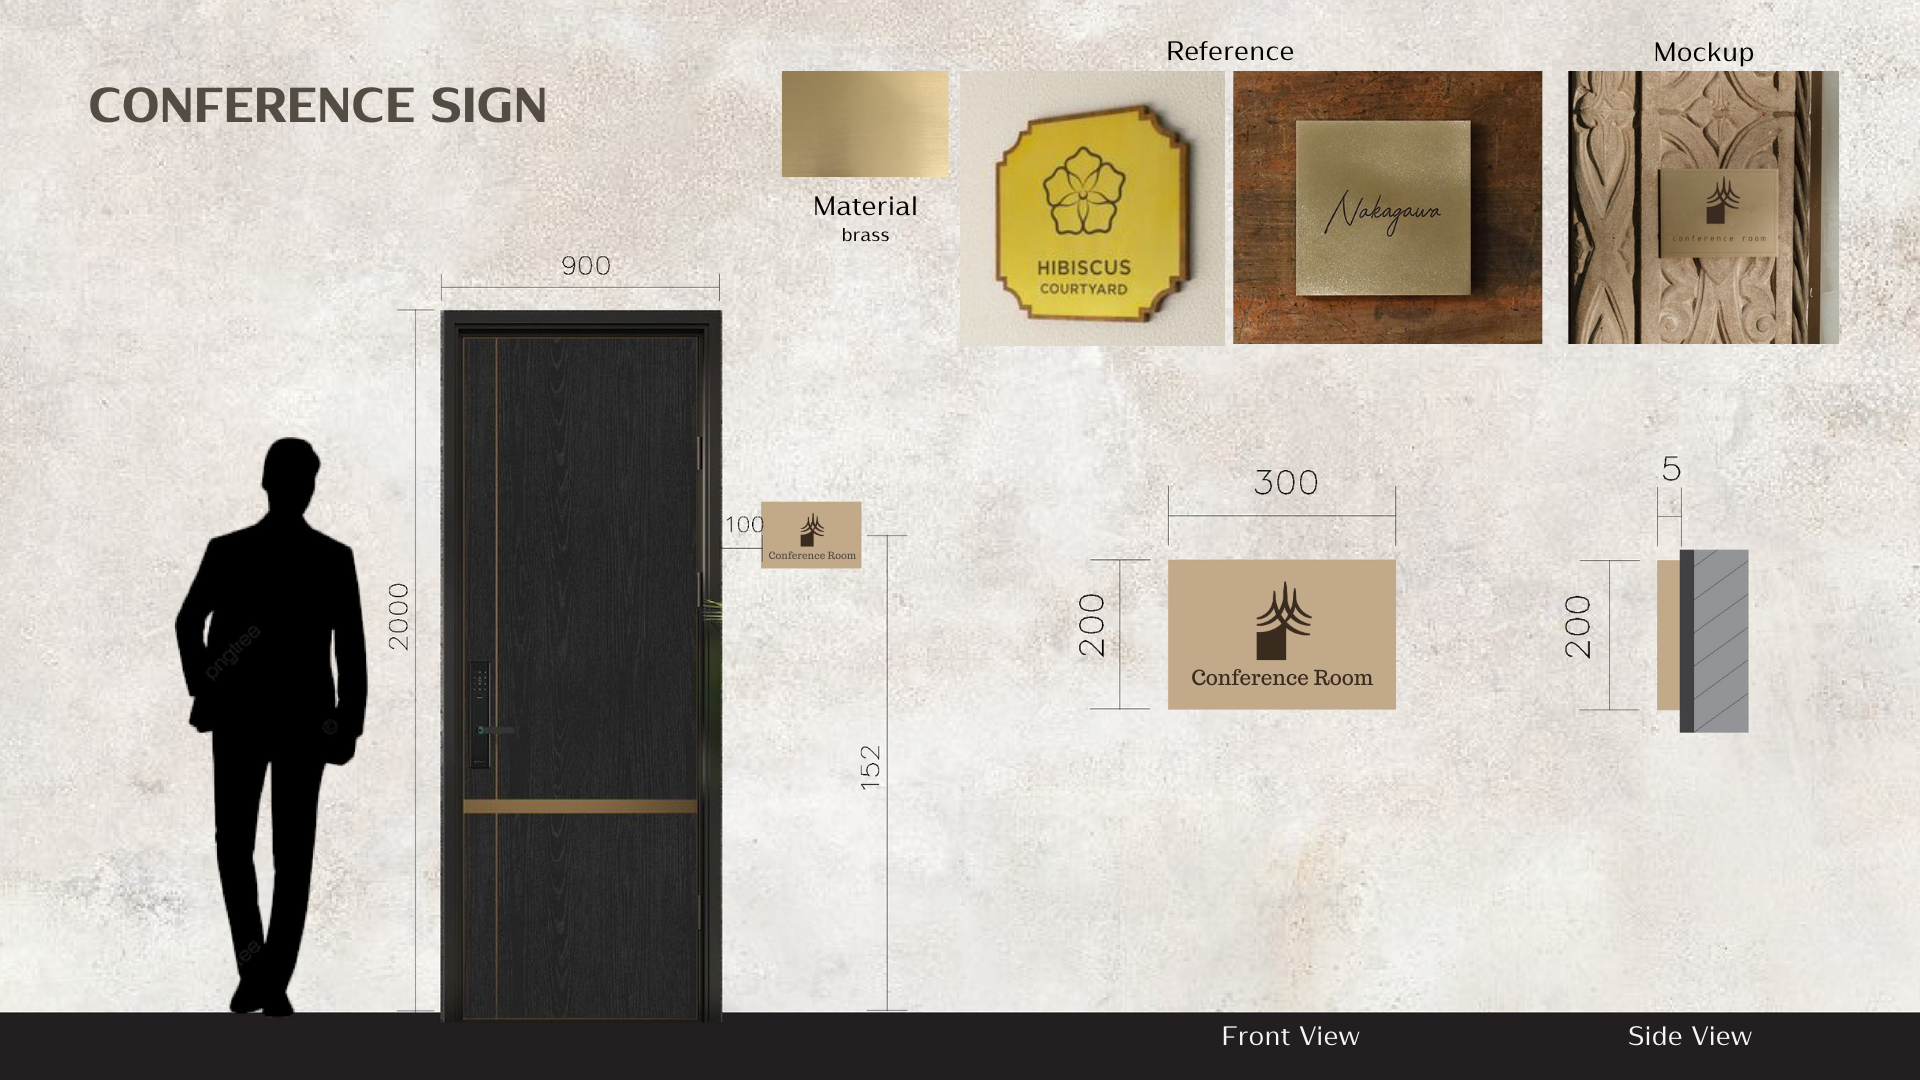 CONFERENCE SIGN
Reference
Mockup
Material
brass
HIBISCUS
COURTYARD
Nakagawa
conference room
900
2000
100
Conference Room
152
300
200
Conference Room
5
200
pngtree
Front View
Side View